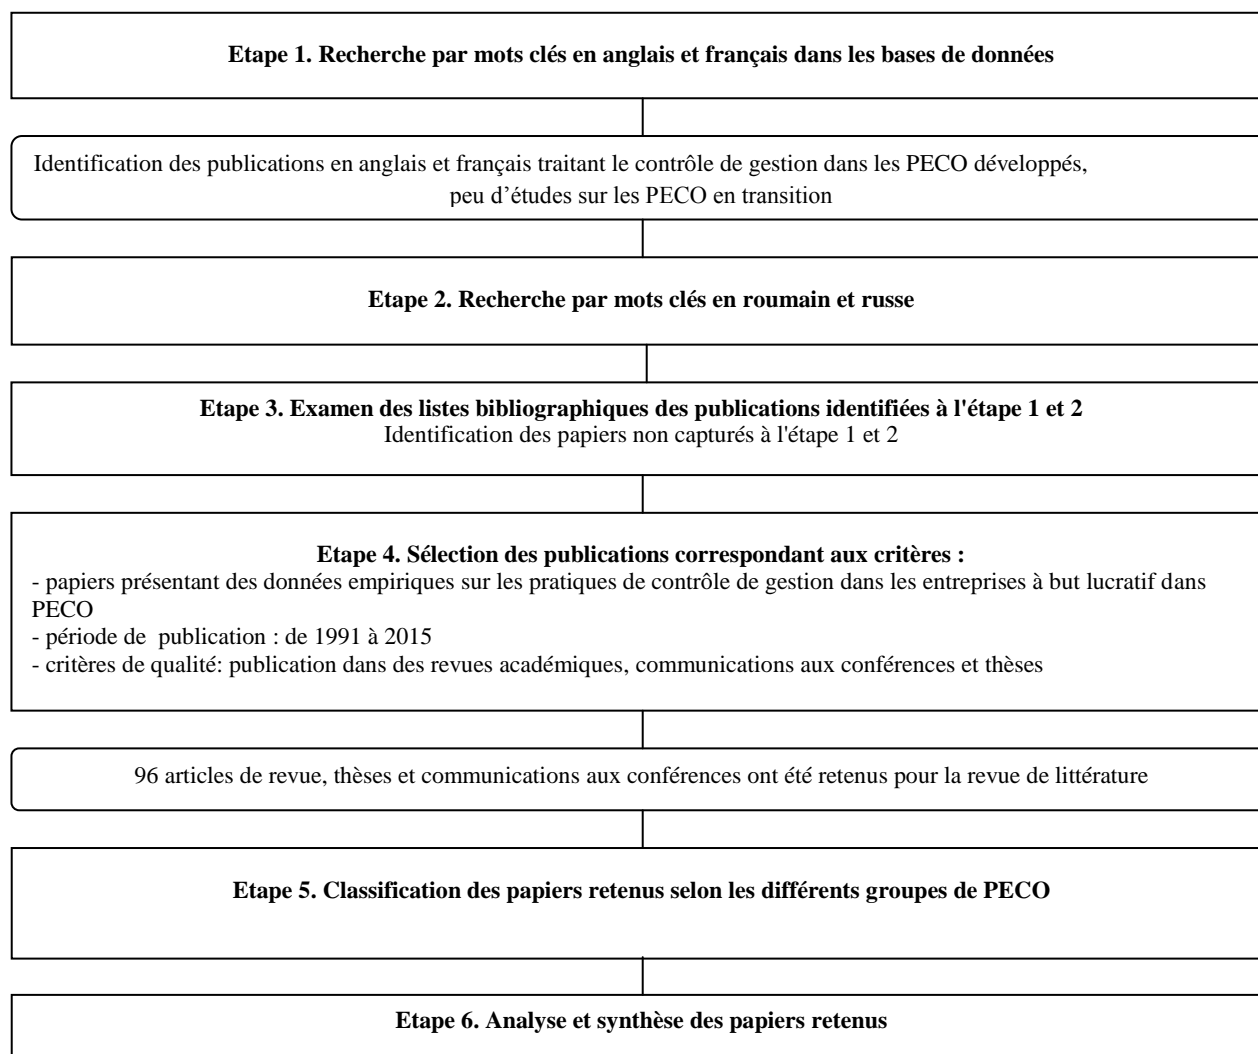 Etape 1. Recherche par mots clés en anglais et français dans les bases de données
Identification des publications en anglais et français traitant le contrôle de gestion dans les PECO développés,
peu d’études sur les PECO en transition
Etape 2. Recherche par mots clés en roumain et russe
Etape 3. Examen des listes bibliographiques des publications identifiées à l'étape 1 et 2
Identification des papiers non capturés à l'étape 1 et 2
Etape 4. Sélection des publications correspondant aux critères :
- papiers présentant des données empiriques sur les pratiques de contrôle de gestion dans les entreprises à but lucratif dans
PECO
- période de publication : de 1991 à 2015
- critères de qualité: publication dans des revues académiques, communications aux conférences et thèses
96 articles de revue, thèses et communications aux conférences ont été retenus pour la revue de littérature
Etape 5. Classification des papiers retenus selon les différents groupes de PECO
Etape 6. Analyse et synthèse des papiers retenus